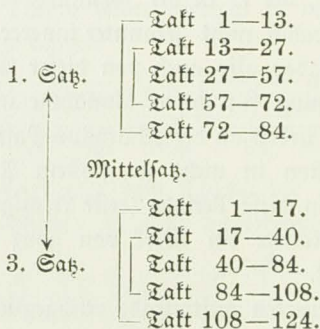 Takt 1—13.
Takt 13—27.
1. Satz. Takt 27—57.
Takt 57—72.
Takt 72—84.
Mittelsatz.
Takt 1—17.
Takt 17—40.
3. Satz. Takt 40—84.
Takt 84—108.
Takt 108—124.